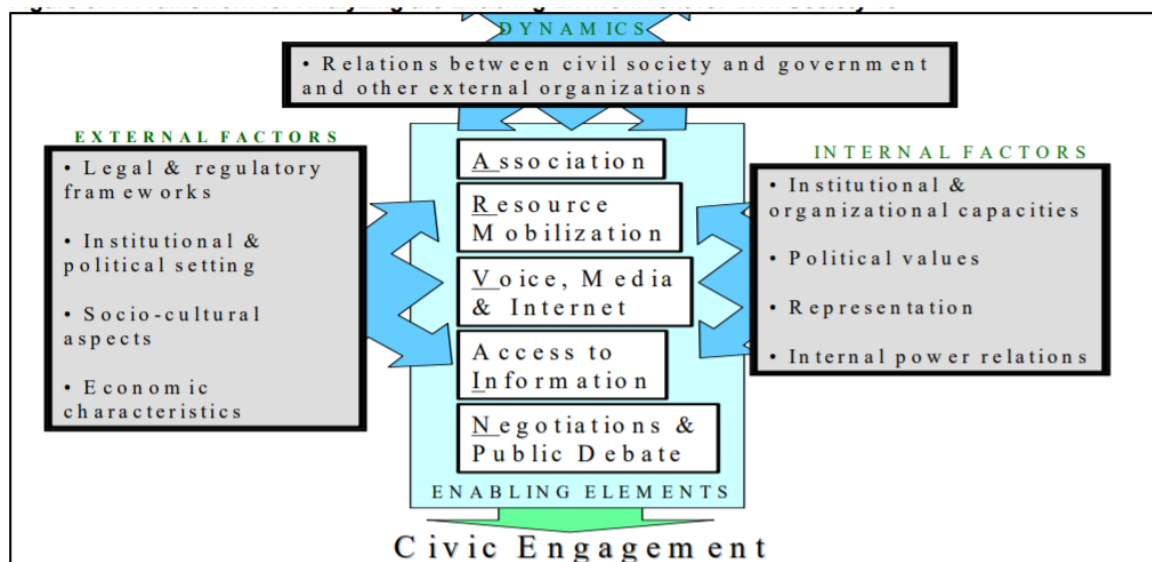 DYNAMICS
• Relations between civil society and government
and other external organizations
EXTERNAL FACTORS
• Legal & regulatory
frameworks
• Institutional &
political setting
• Socio-cultural
aspects
• Economic
characteristics
Association
Resource
Mobilization
Voice, Media
& Internet
Access to
Information
Negotiations &
Public Debate
ENABLING ELEMENTS
INTERNAL FACTORS
• Institutional &
organizational capacities
• Political values
• Representation
• Internal power relations
Civic Engagement